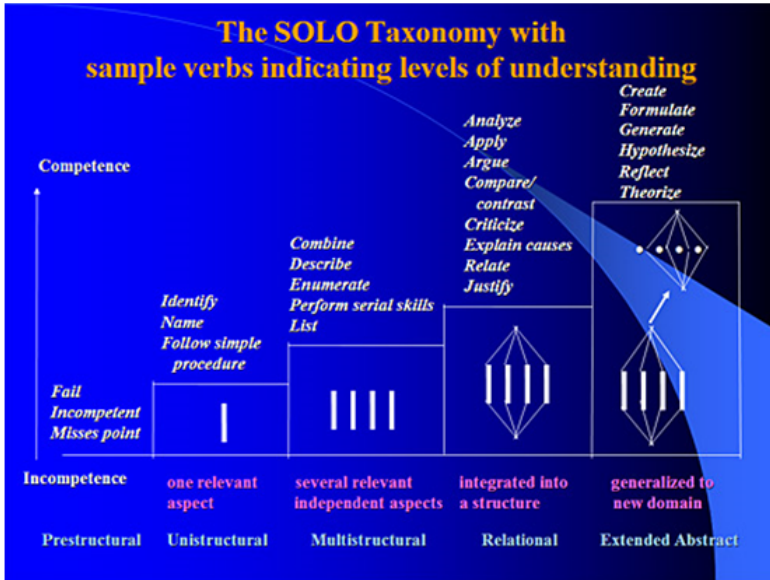 The SOLO Taxonomy with
sample verbs indicating levels of understanding
Competence
Incompetence
Fail
Incompetent
Misses point
Identify
Name
Follow simple
procedure
Combine
Describe
Enumerate
Perform serial skills
List
Analyze
Apply
Argue
Compare/
contrast
Criticize
Explain causes
Relate
Justify
Create
Formulate
Generate
Hypothesize
Reflect
Theorize
one relevant
aspect
several relevant
independent aspects
integrated into
a structure
generalized to
new domain
Prestructural
Unistructural
Multistructural
Relational
Extended Abstract